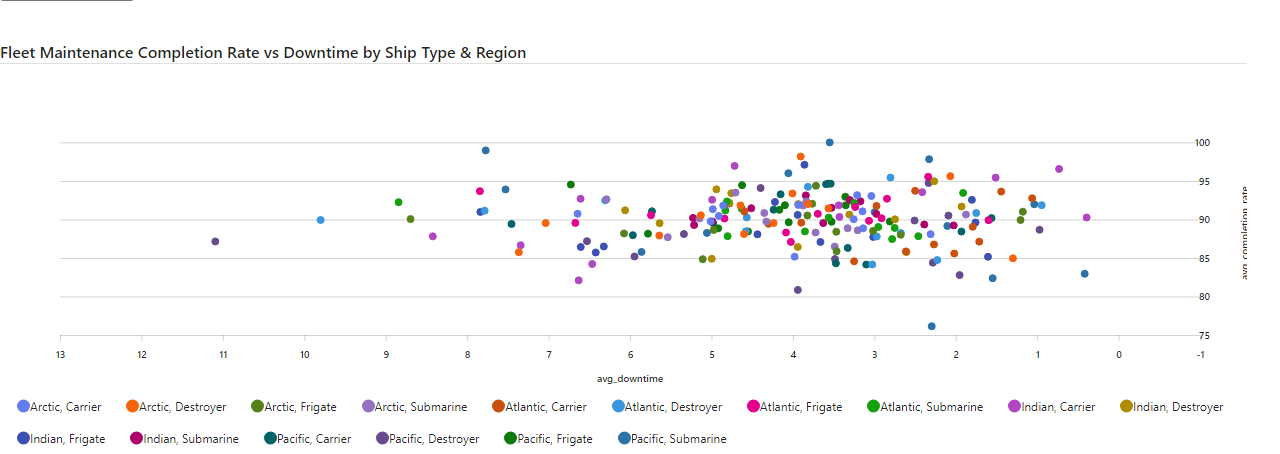 Fleet Maintenance Completion Rate vs Downtime by Ship Type & Region
100
95
90
85
80
75
avg_completion_rate
13 12 11 10 9 8 7 6 5 4 3 2 1 0 -1
avg_downtime
Arctic, Carrier Arctic, Destroyer Arctic, Frigate Arctic, Submarine Atlantic, Carrier Atlantic, Destroyer Atlantic, Frigate Atlantic, Submarine Indian, Carrier Indian, Destroyer
Indian, Frigate Indian, Submarine Pacific, Carrier Pacific, Destroyer Pacific, Frigate Pacific, Submarine